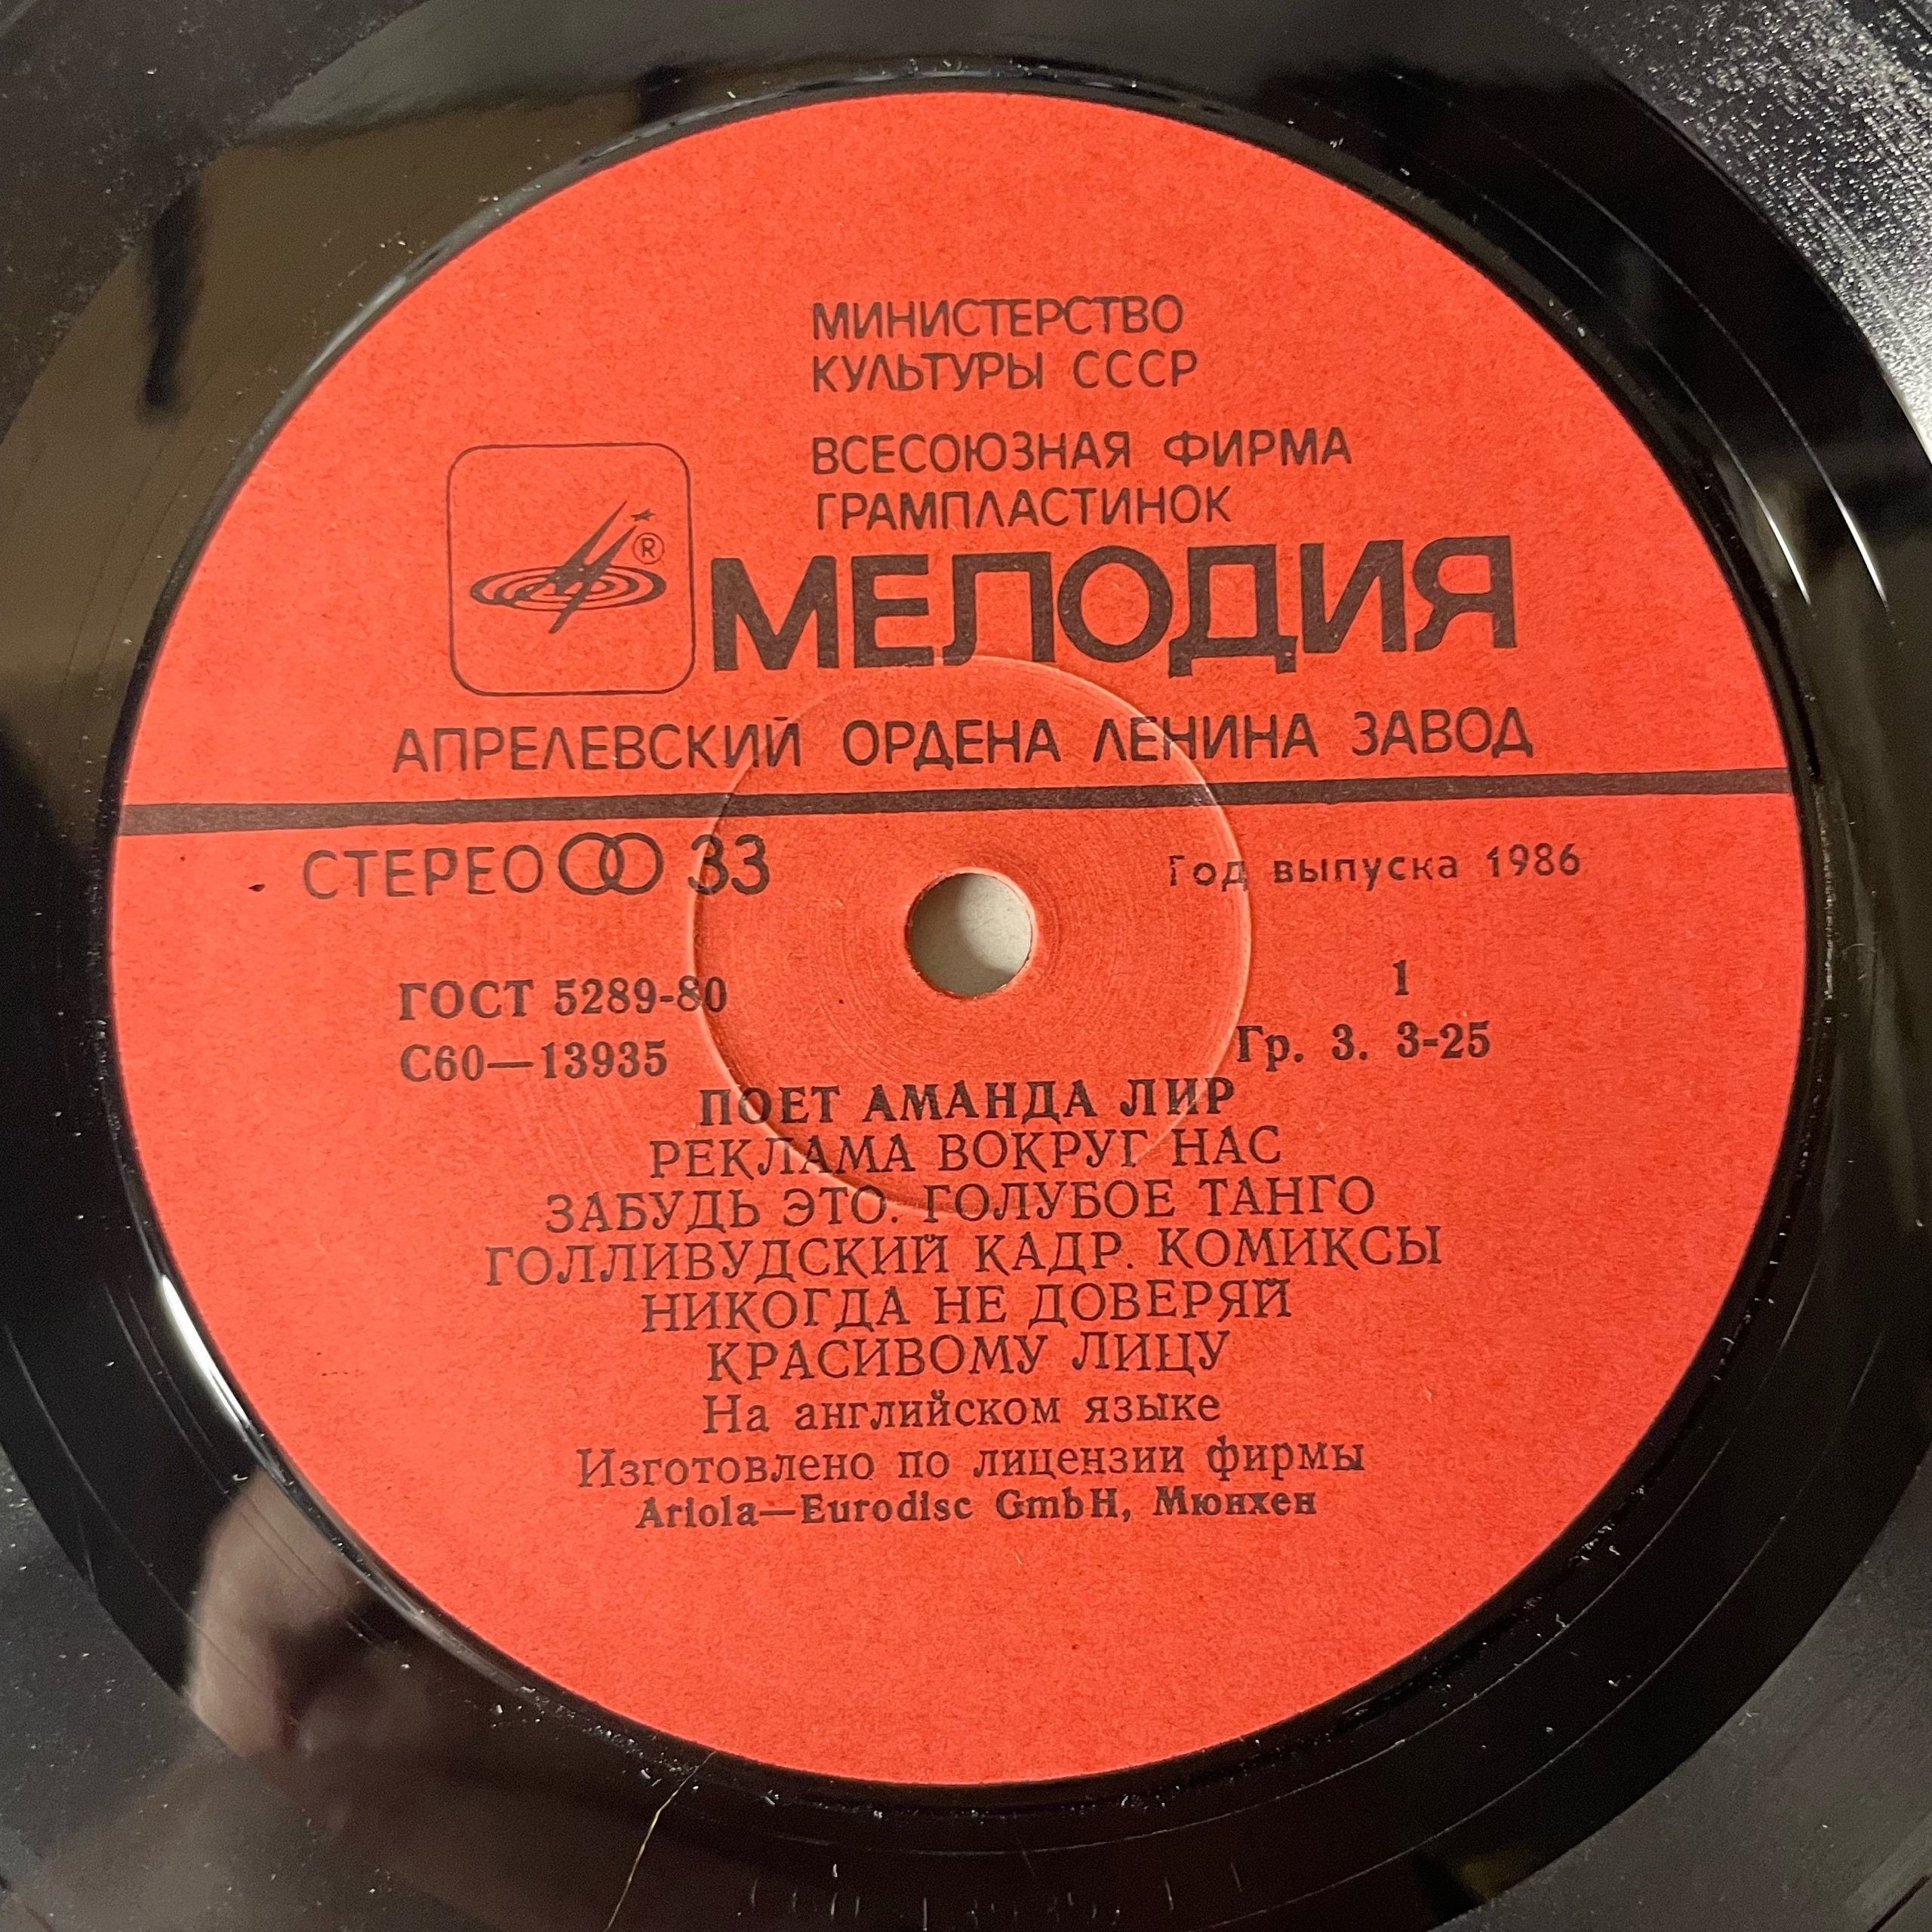 МИНИСТЕРСТВО
КУЛЬТУРЫ СССР
ВСЕСОЮЗНАЯ ФИРМА
ГРАМПЛАСТИНОК
®
МЕЛОДИЯ
АПРЕЛЕВСКИЙ ОРДЕНА ЛЕНИНА ЗАВОД
СТЕРЕО 33
Год выпуска 1986
ГОСТ 5289-80
1
С60—13935
Гр. 3. 3-25
ПОЕТ АМАНДА ЛИР
РЕКЛАМА ВОКРУГ НАС
ЗАБУДЬ ЭТО. ГОЛУБОЕ ТАНГО
ГОЛЛИВУДСКИЙ КАДР. КОМИКСЫ
НИКОГДА НЕ ДОВЕРЯЙ
КРАСИВОМУ ЛИЦУ
На английском языке
Изготовлено по лицензии фирмы
Ariola—Eurodisc GmbH, Мюнхен